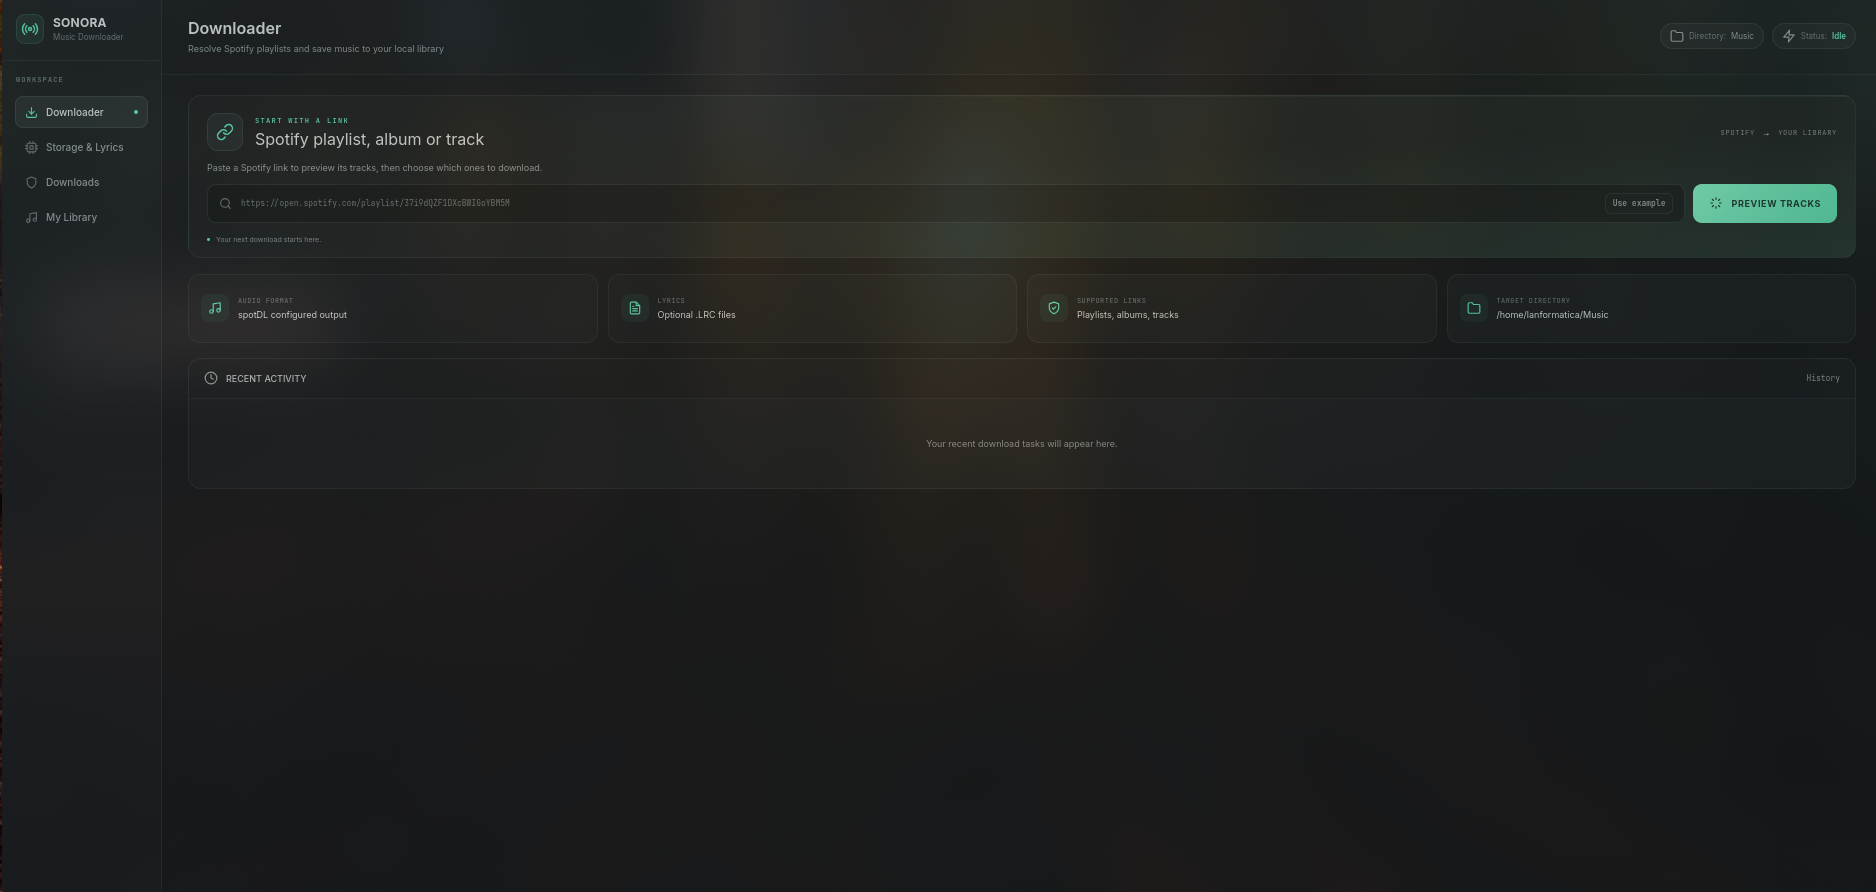 SONORA
Music Downloader
WORKSPACE
Downloader
Storage & Lyrics
Downloads
My Library
Downloader
Resolve Spotify playlists and save music to your local library
Directory: Music
Status: Idle
START WITH A LINK
Spotify playlist, album or track
SPOTIFY → YOUR LIBRARY
Paste a Spotify link to preview its tracks, then choose which ones to download.
https://open.spotify.com/playlist/37i9dQZF1DXcBWIGoYBM5M
Use example
PREVIEW TRACKS
Your next download starts here.
AUDIO FORMAT
spotDL configured output
LYRICS
Optional .LRC files
SUPPORTED LINKS
Playlists, albums, tracks
TARGET DIRECTORY
/home/lanformatica/Music
RECENT ACTIVITY
History
Your recent download tasks will appear here.